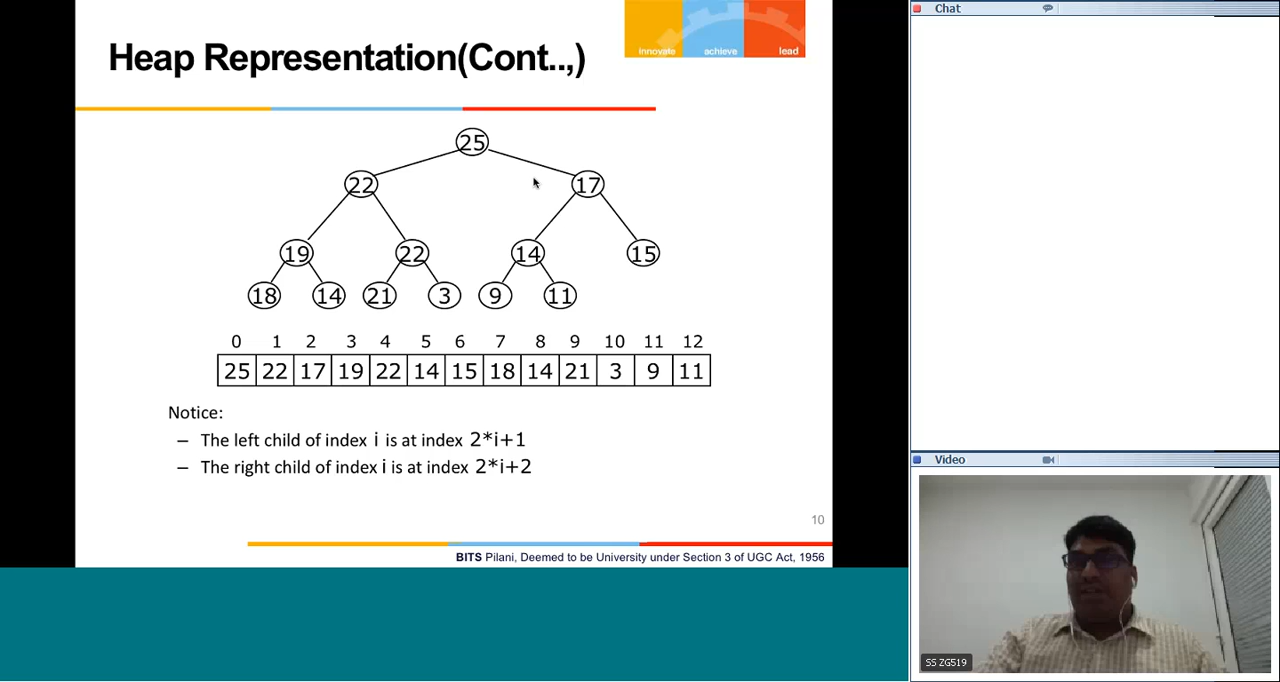 Heap Representation(Cont..,)
innovate achieve lead
25
22 17
19 22 14 15
18 14 21 3 9 11
0 1 2 3 4 5 6 7 8 9 10 11 12
25 22 17 19 22 14 15 18 14 21 3 9 11
Notice:
– The left child of index i is at index 2*i+1
– The right child of index i is at index 2*i+2
10
BITS Pilani, Deemed to be University under Section 3 of UGC Act, 1956
Chat
Video
SS ZG519